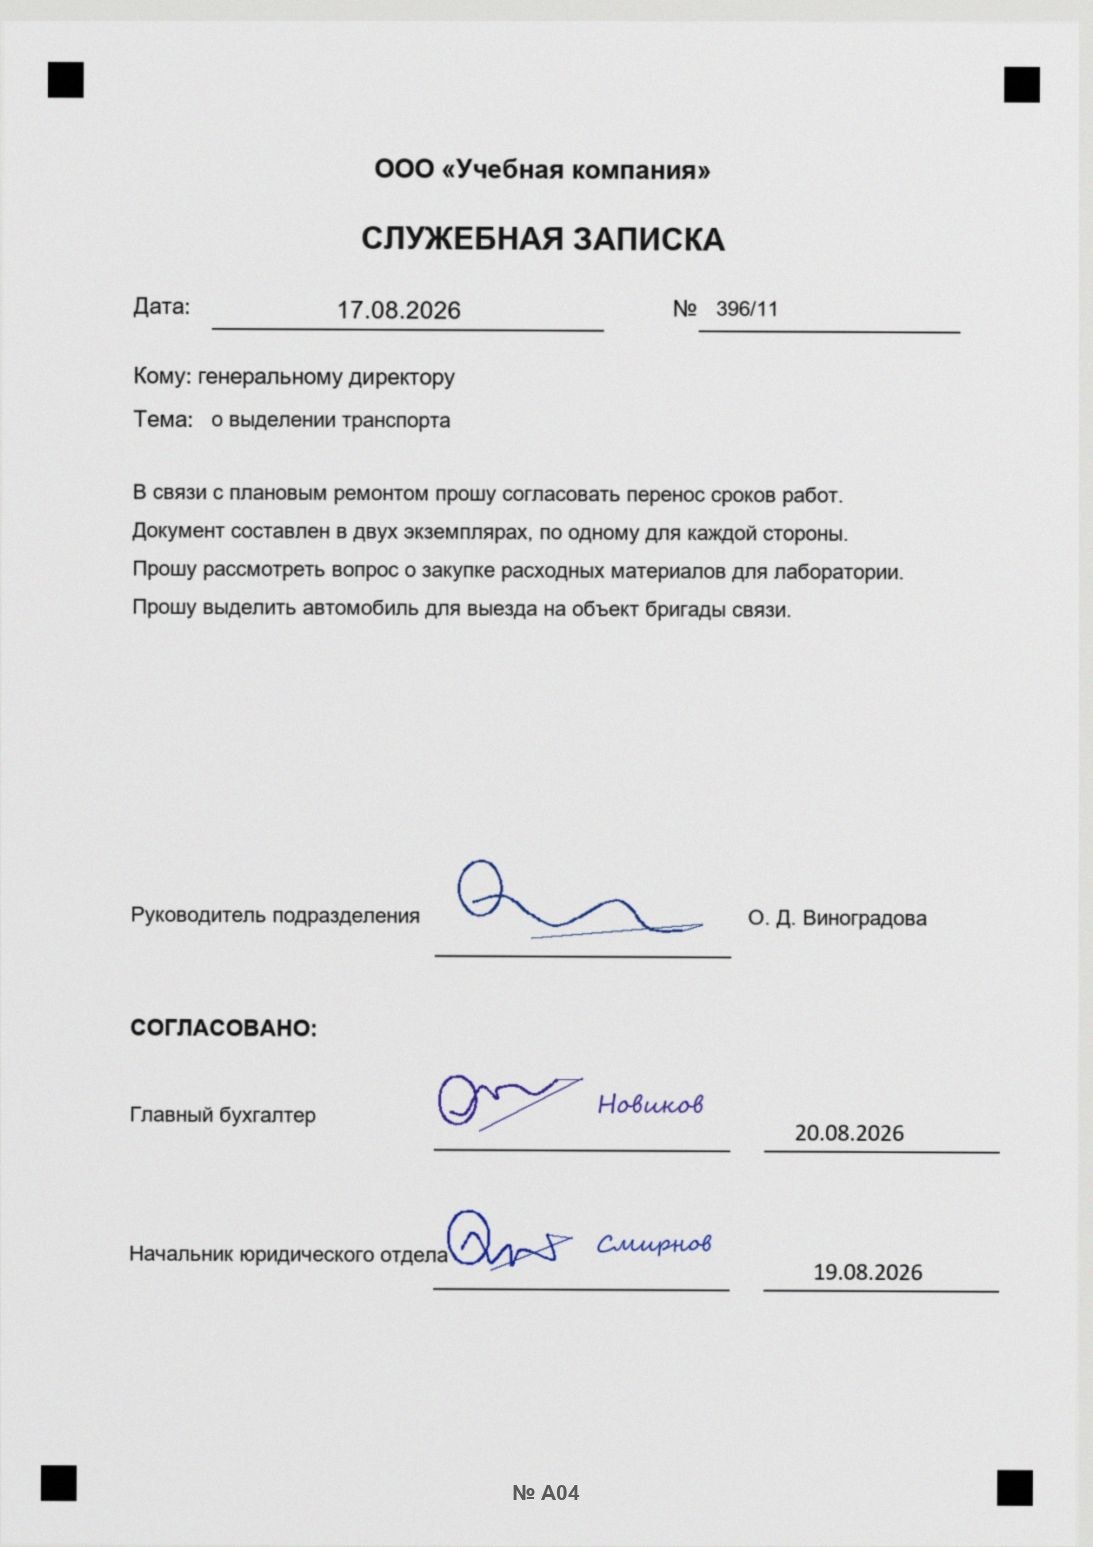 ООО «Учебная компания»
СЛУЖЕБНАЯ ЗАПИСКА
Дата: 17.08.2026 № 396/11
Кому: генеральному директору
Тема: о выделении транспорта
В связи с плановым ремонтом прошу согласовать перенос сроков работ.
Документ составлен в двух экземплярах, по одному для каждой стороны.
Прошу рассмотреть вопрос о закупке расходных материалов для лаборатории.
Прошу выделить автомобиль для выезда на объект бригады связи.
Руководитель подразделения О. Д. Виноградова
СОГЛАСОВАНО:
Главный бухгалтер Новиков 20.08.2026
Начальник юридического отдела Смирнов 19.08.2026
№ А04